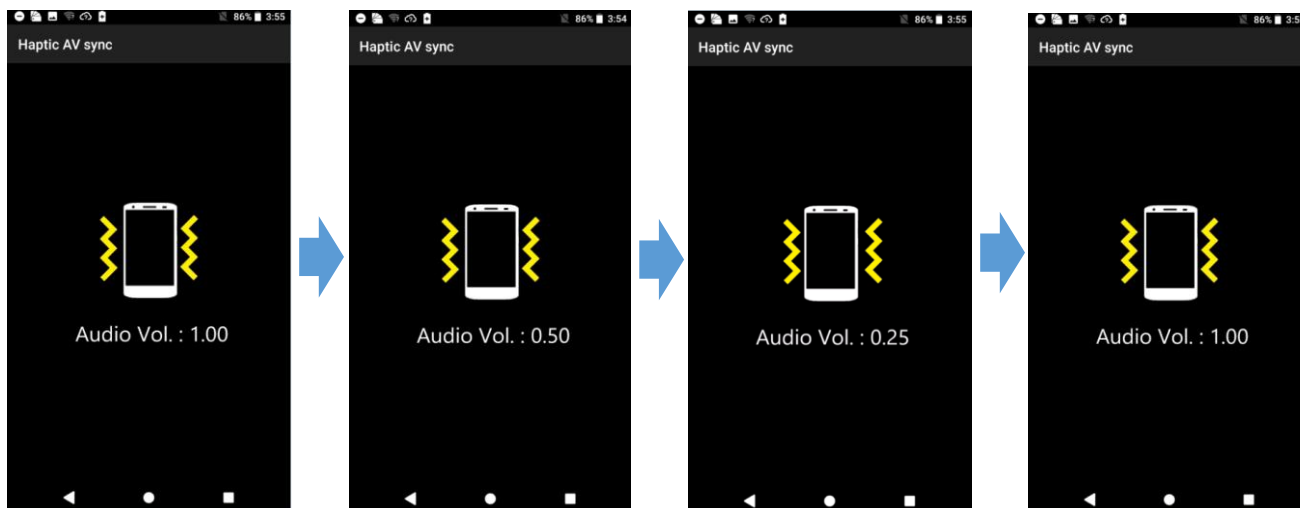 86% 3:55
Haptic AV sync
Audio Vol. : 1.00
86% 3:54
Haptic AV sync
Audio Vol. : 0.50
86% 3:55
Haptic AV sync
Audio Vol. : 0.25
86%
Haptic AV sync
Audio Vol. : 1.00